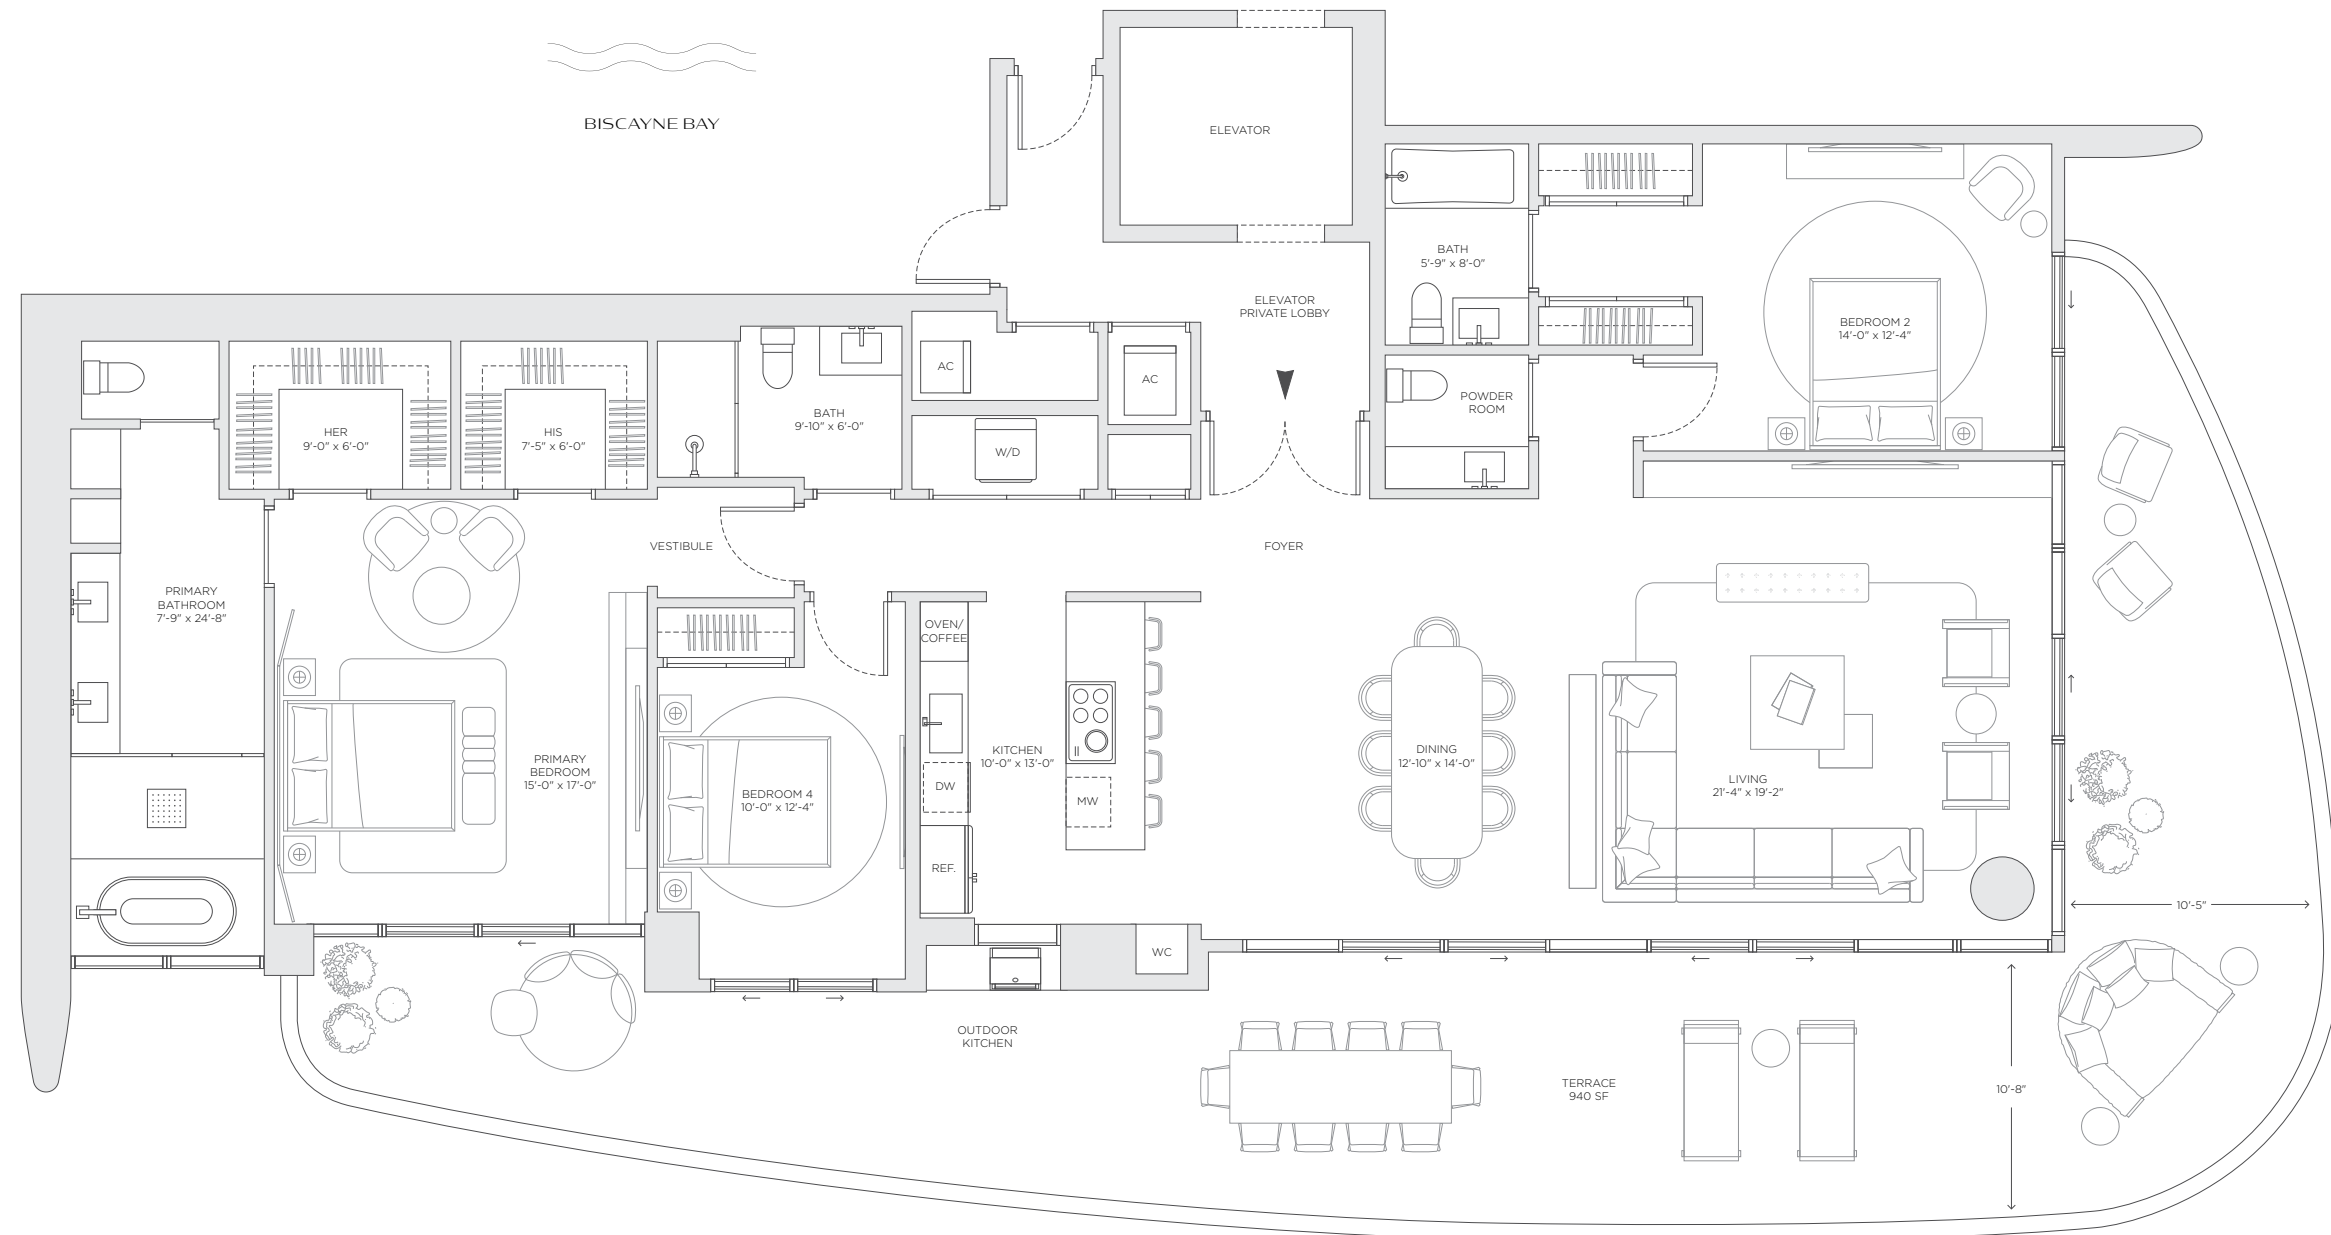 BISCAYNE BAY
ELEVATOR
ELEVATOR
PRIVATE LOBBY
BATH
5'-9" x 8'-0"
BEDROOM 2
14'-0" x 12'-4"
POWDER
ROOM
AC
AC
HER
9'-0" x 6'-0"
HIS
7'-5" x 6'-0"
BATH
9'-10" x 6'-0"
W/D
VESTIBULE
FOYER
PRIMARY
BATHROOM
7'-9" x 24'-8"
OVEN/
COFFEE
PRIMARY
BEDROOM
15'-0" x 17'-0"
BEDROOM 4
10'-0" x 12'-4"
KITCHEN
10'-0" x 13'-0"
DW
MW
REF.
DINING
12'-10" x 14'-0"
LIVING
21'-4" x 19'-2"
10'-5"
WC
OUTDOOR
KITCHEN
TERRACE
940 SF
10'-8"